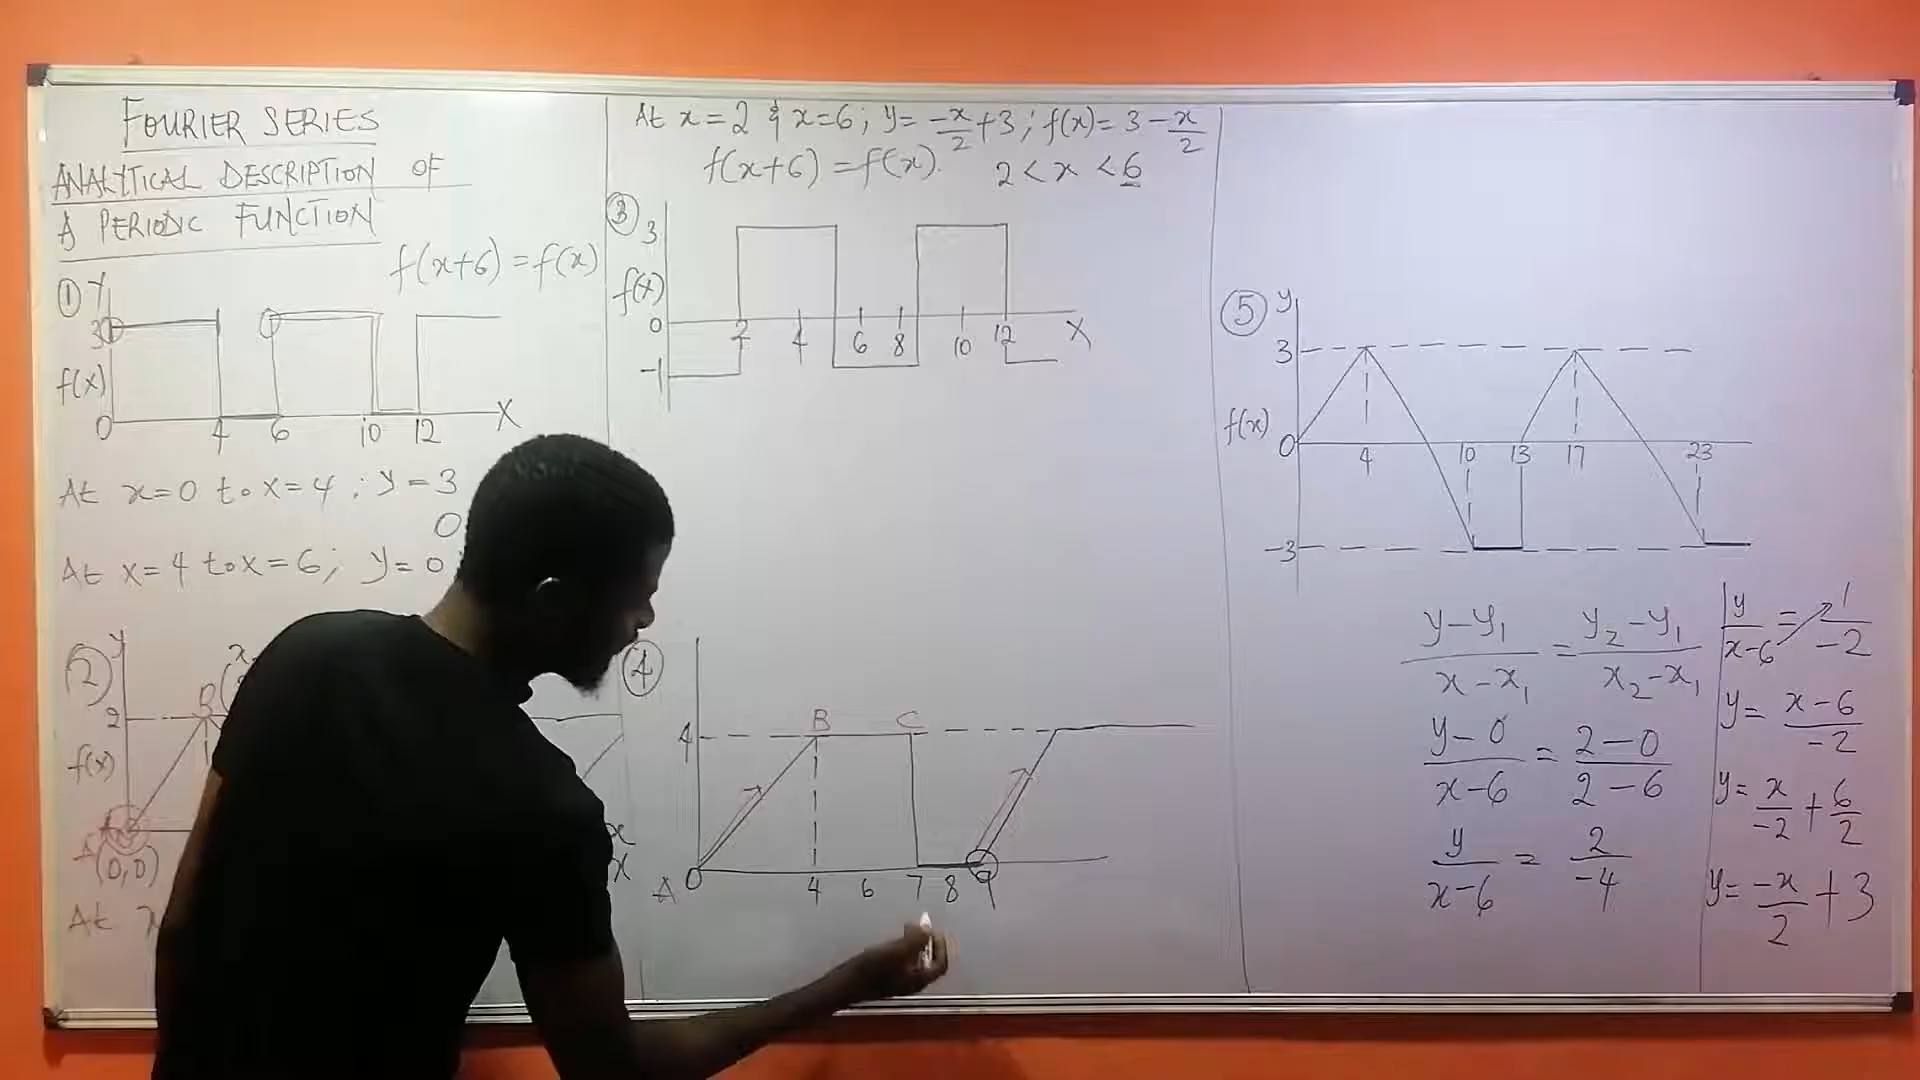 FOURIER SERIES
ANALYTICAL DESCRIPTION OF
A PERIODIC FUNCTION
f(x+6) = f(x)
① Y
3
f(x)
0 4 6 10 12 X
At x=0 to x=4 ; y=3
0
At x=4 to x=6; y=0
② y
x
B(
2
f(x)
A
(0,0)
x
x
At x
At x=2 & x=6; y=-x/2+3; f(x)=3-x/2
f(x+6)=f(x). 2<x<6
③
3
f(x)
0 2 4 6 8 10 12 X
-1
④
4 B C
A 0 4 6 7 8 9
⑤ y
3
f(x)
0 4 10 13 17 23
-3
y-y₁/x-x₁ = y₂-y₁/x₂-x₁
y-0/x-6 = 2-0/2-6
y/x-6 = 2/-4
y/x-6 = 1/-2
y= x-6/-2
y= x/-2 + 6/2
y= -x/2 + 3